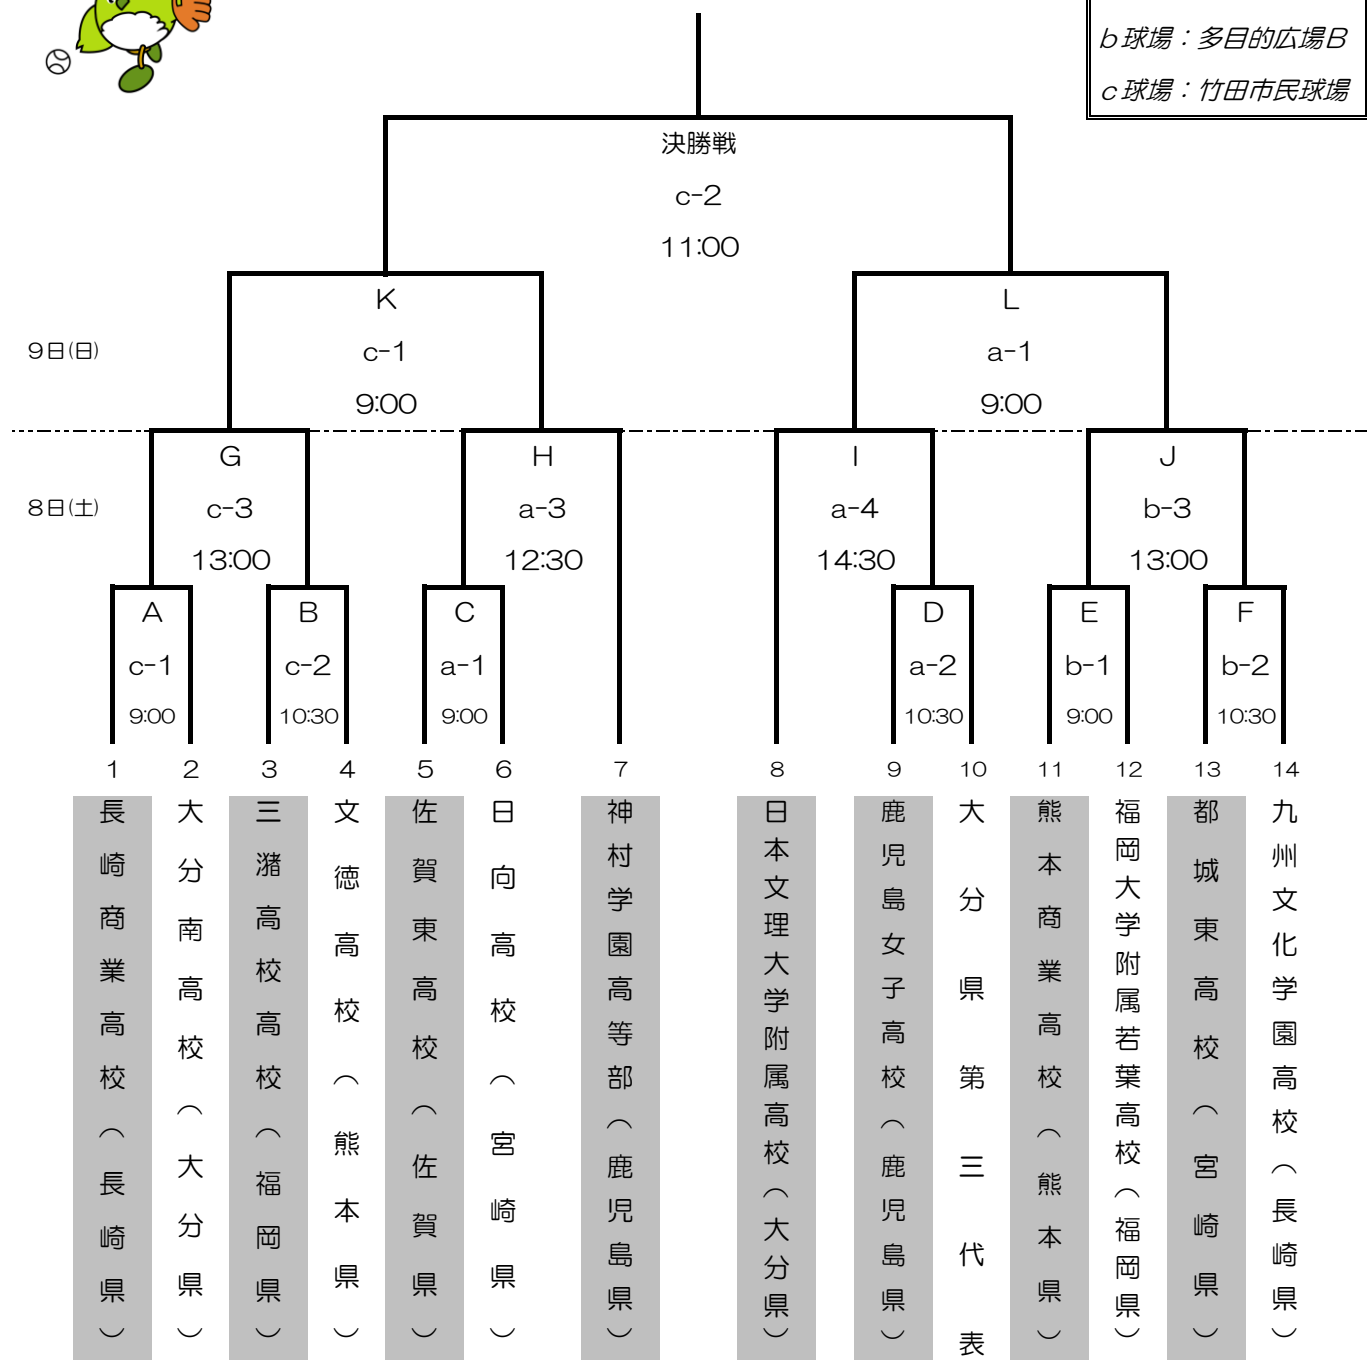 b球場：多目的広場B
c球場：竹田市民球場
決勝戦
c-2
11:00
K
c-1
9:00
L
a-1
9:00
9日(日)
G
c-3
13:00
H
a-3
12:30
I
a-4
14:30
J
b-3
13:00
8日(土)
A
c-1
9:00
B
c-2
10:30
C
a-1
9:00
D
a-2
10:30
E
b-1
9:00
F
b-2
10:30
1
2
3
4
5
6
7
8
9
10
11
12
13
14
長崎商業高校（長崎県）
大分南高校（大分県）
三潴高校高校（福岡県）
文徳高校（熊本県）
佐賀東高校（佐賀県）
日向高校（宮崎県）
神村学園高等部（鹿児島県）
日本文理大学附属高校（大分県）
鹿児島女子高校（鹿児島県）
大分県第三代表
熊本商業高校（熊本県）
福岡大学附属若葉高校（福岡県）
都城東高校（宮崎県）
九州文化学園高校（長崎県）